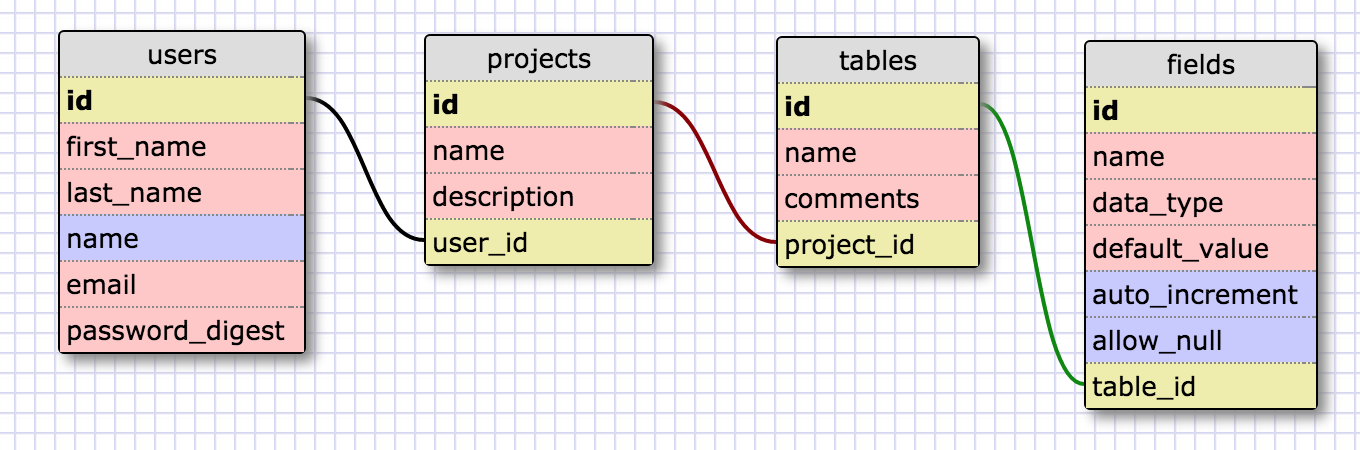 users
id
first_name
last_name
name
email
password_digest
projects
id
name
description
user_id
tables
id
name
comments
project_id
fields
id
name
data_type
default_value
auto_increment
allow_null
table_id